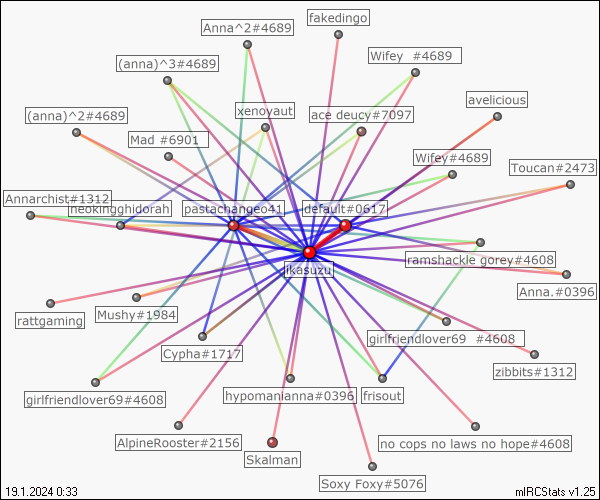 fakedingo
Anna^2#4689
Wifey #4689
(anna)^3#4689
avelicious
xenoyaut
ace deucy#7097
(anna)^2#4689
Mad #6901
Wifey#4689
Toucan#2473
Annarchist#1312
neokingghidorah
pastachangeo41
default#0617
ramshackle gorey#4608
likesuzu
Anna.#0396
rattgaming
Mushy#1984
girlfriendlover69 #4608
Cypha#1717
zibbits#1312
girlfriendlover69#4608
hypomanianna#0396
frisout
AlpineRooster#2156
no cops no laws no hope#4608
Skalman
Soxy Foxy#5076
19.1.2024 0:33
mIRCStats v1.25